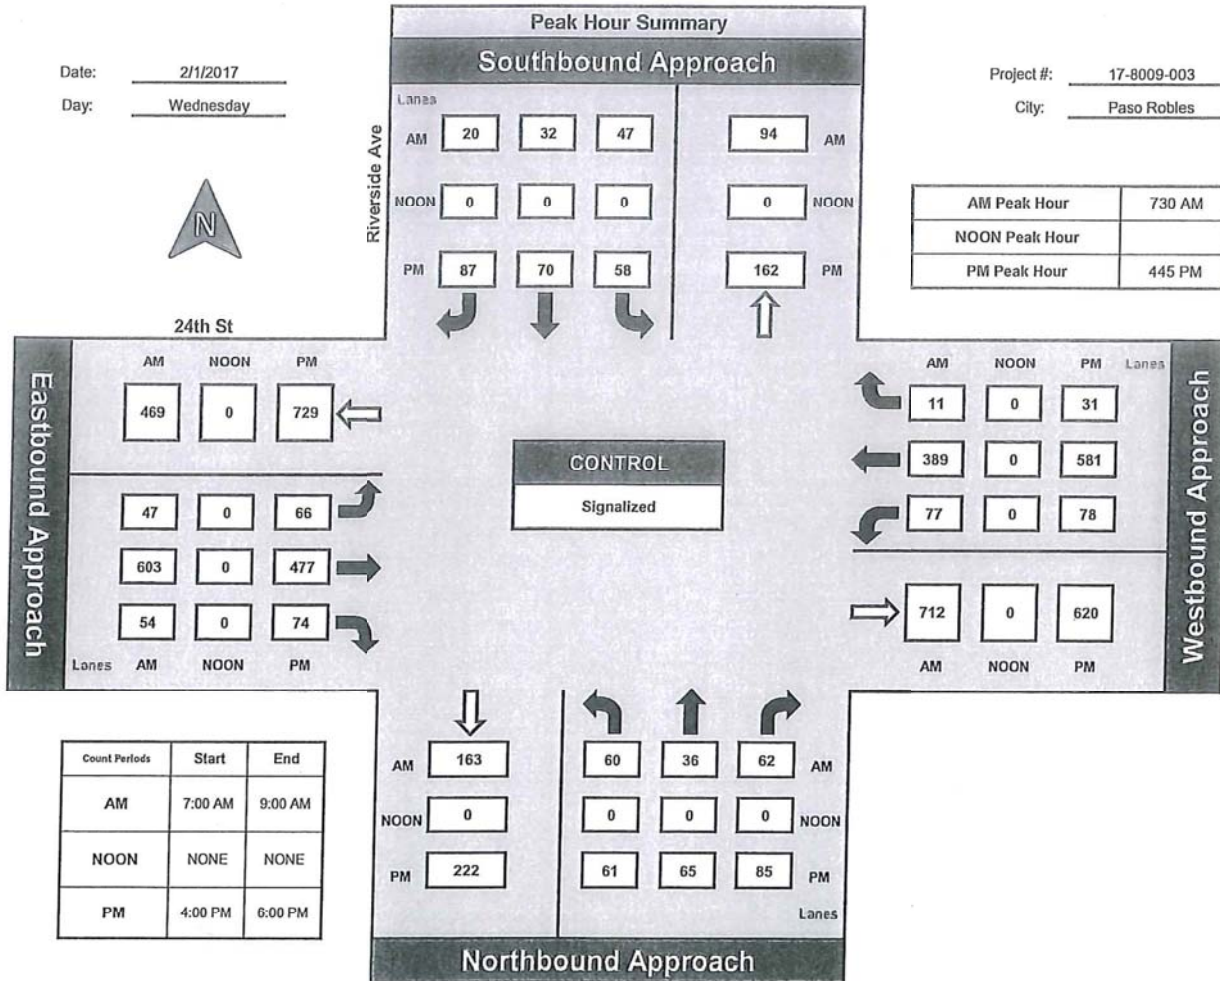 Peak Hour Summary
Southbound Approach
Date: 2/1/2017
Day: Wednesday
Project #: 17-8009-003
City: Paso Robles
N
Riverside Ave
Lanes
AM 20 32 47 94 AM
NOON 0 0 0 0 NOON
PM 87 70 58 162 PM
AM Peak Hour 730 AM
NOON Peak Hour
PM Peak Hour 445 PM
24th St
Eastbound Approach
AM NOON PM
469 0 729
47 0 66
603 0 477
54 0 74
Lanes AM NOON PM
CONTROL
Signalized
Westbound Approach
AM NOON PM Lanes
11 0 31
389 0 581
77 0 78
712 0 620
AM NOON PM
Count Periods Start End
AM 7:00 AM 9:00 AM
NOON NONE NONE
PM 4:00 PM 6:00 PM
AM 163 60 36 62 AM
NOON 0 0 0 0 NOON
PM 222 61 65 85 PM
Lanes
Northbound Approach